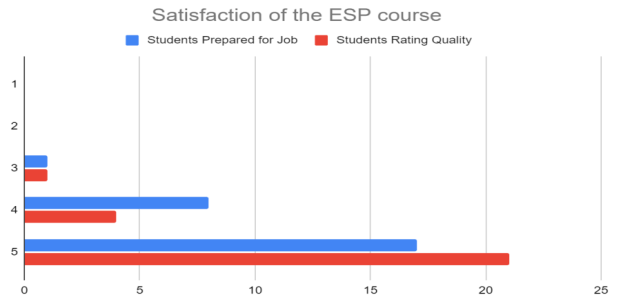 Satisfaction of the ESP course
Students Prepared for Job Students Rating Quality
1
2
3
4
5
0 5 10 15 20 25